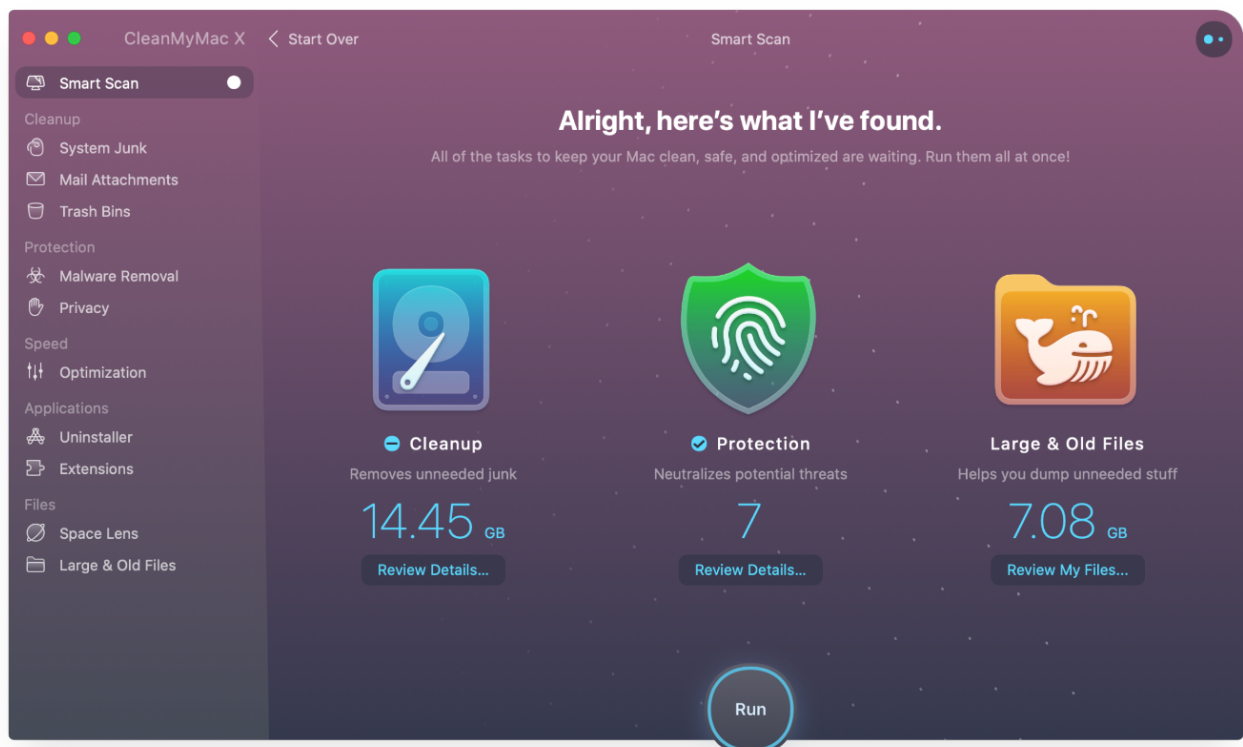 CleanMyMac X
Start Over
Smart Scan
Smart Scan
Cleanup
System Junk
Mail Attachments
Trash Bins
Protection
Malware Removal
Privacy
Speed
Optimization
Applications
Uninstaller
Extensions
Files
Space Lens
Large & Old Files
Alright, here's what I've found.
All of the tasks to keep your Mac clean, safe, and optimized are waiting. Run them all at once!
Cleanup
Removes unneeded junk
14.45 GB
Review Details...
Protection
Neutralizes potential threats
7
Review Details...
Large & Old Files
Helps you dump unneeded stuff
7.08 GB
Review My Files...
Run